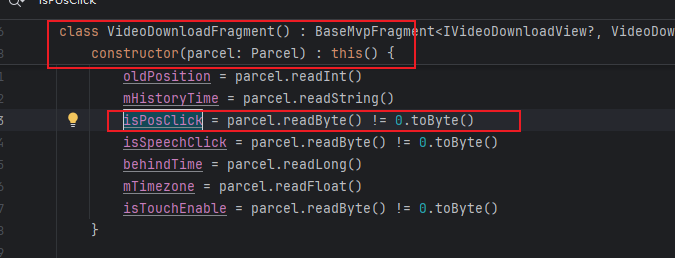 isPosClick
class VideoDownloadFragment() : BaseMvpFragment<IVideoDownloadView?, VideoDow
constructor(parcel: Parcel) : this() {
oldPosition = parcel.readInt()
mHistoryTime = parcel.readString()
isPosClick = parcel.readByte() != 0.toByte()
isSpeechClick = parcel.readByte() != 0.toByte()
behindTime = parcel.readLong()
mTimezone = parcel.readFloat()
isTouchEnable = parcel.readByte() != 0.toByte()
}